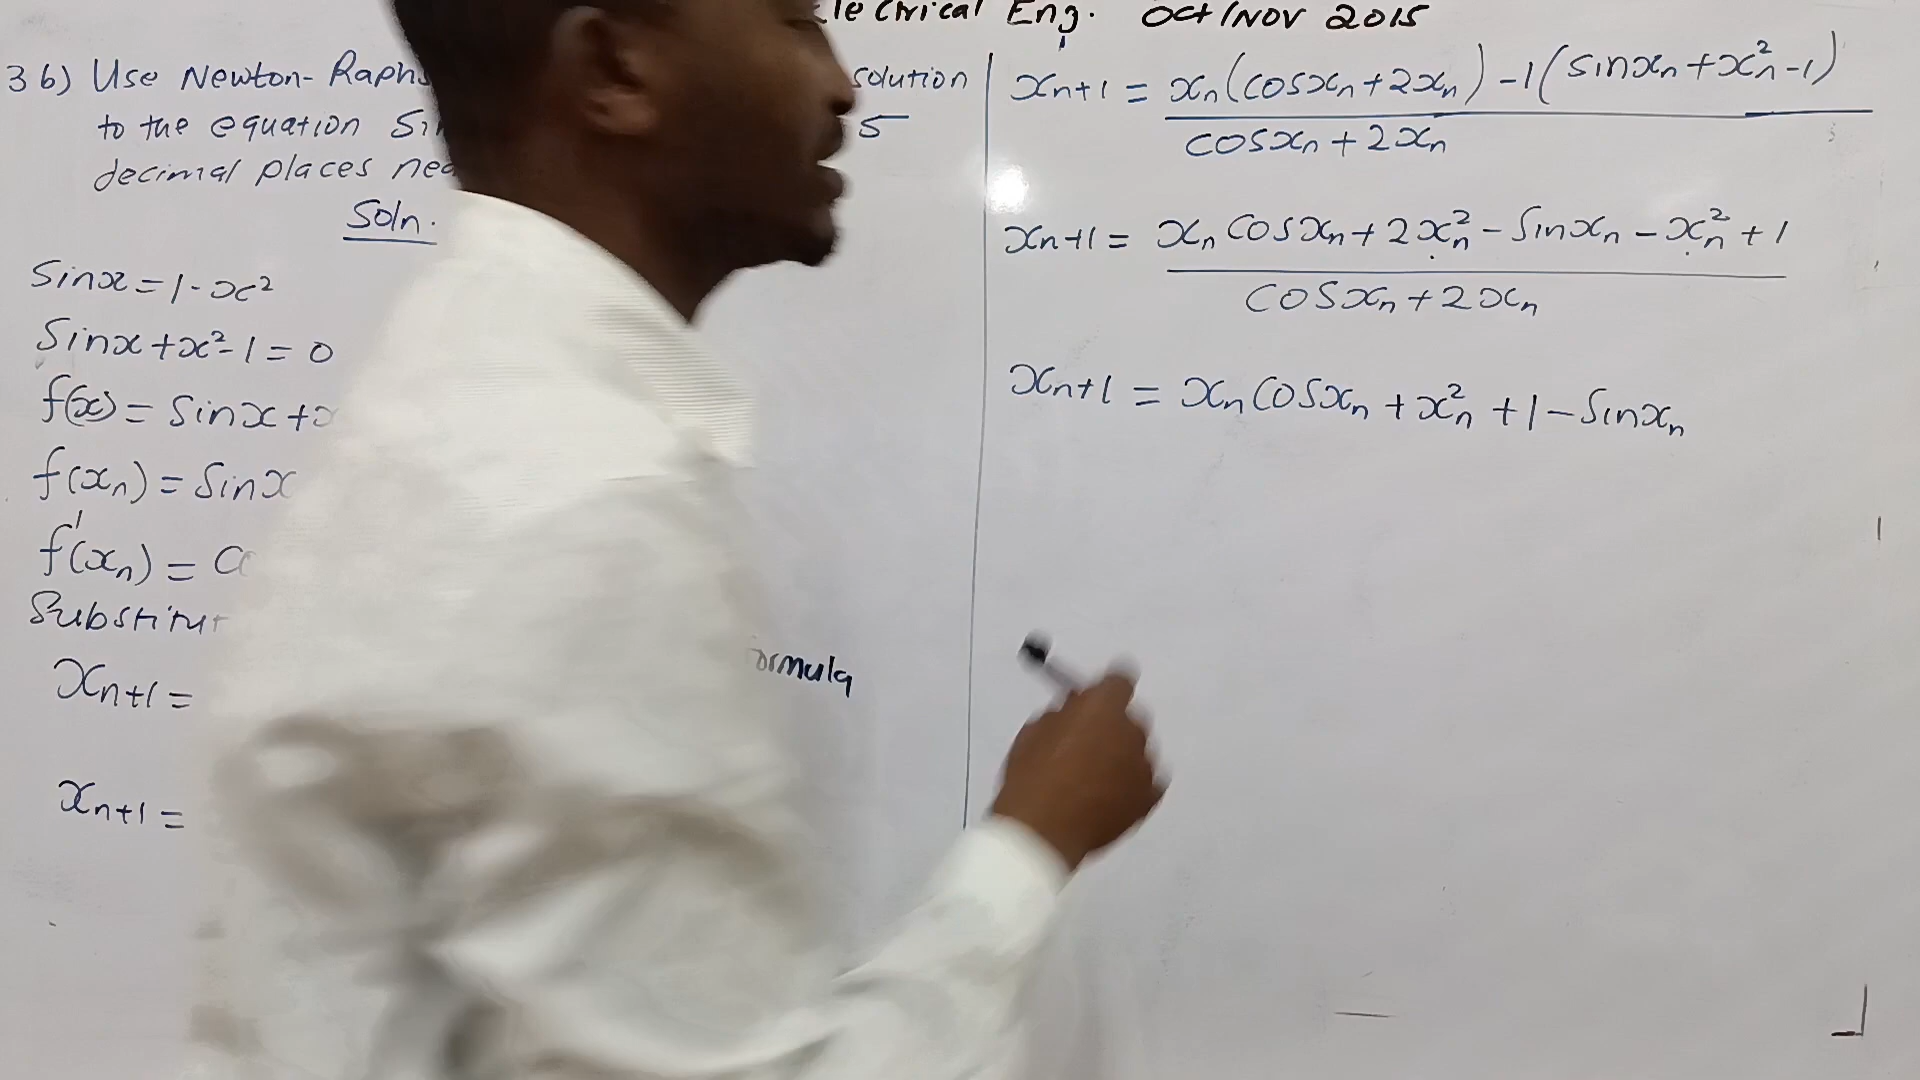 Electrical Eng. Oct/Nov 2015
3b) Use Newton-Raphs solution
to the equation Sin 5
decimal places nea
Soln.
Sinx = 1 - x²
Sinx + x² - 1 = 0
f(x) = Sinx +
f(xₙ) = Sinx
f'(xₙ) = Co
Substitut ormula
xₙ₊₁ =
xₙ₊₁ =
xₙ₊₁ = xₙ(cosxₙ + 2xₙ) - 1(sinxₙ + xₙ² - 1)
cosxₙ + 2xₙ
xₙ₊₁ = xₙ cosxₙ + 2xₙ² - Sinxₙ - xₙ² + 1
cosxₙ + 2xₙ
xₙ₊₁ = xₙ cosxₙ + xₙ² + 1 - Sinxₙ